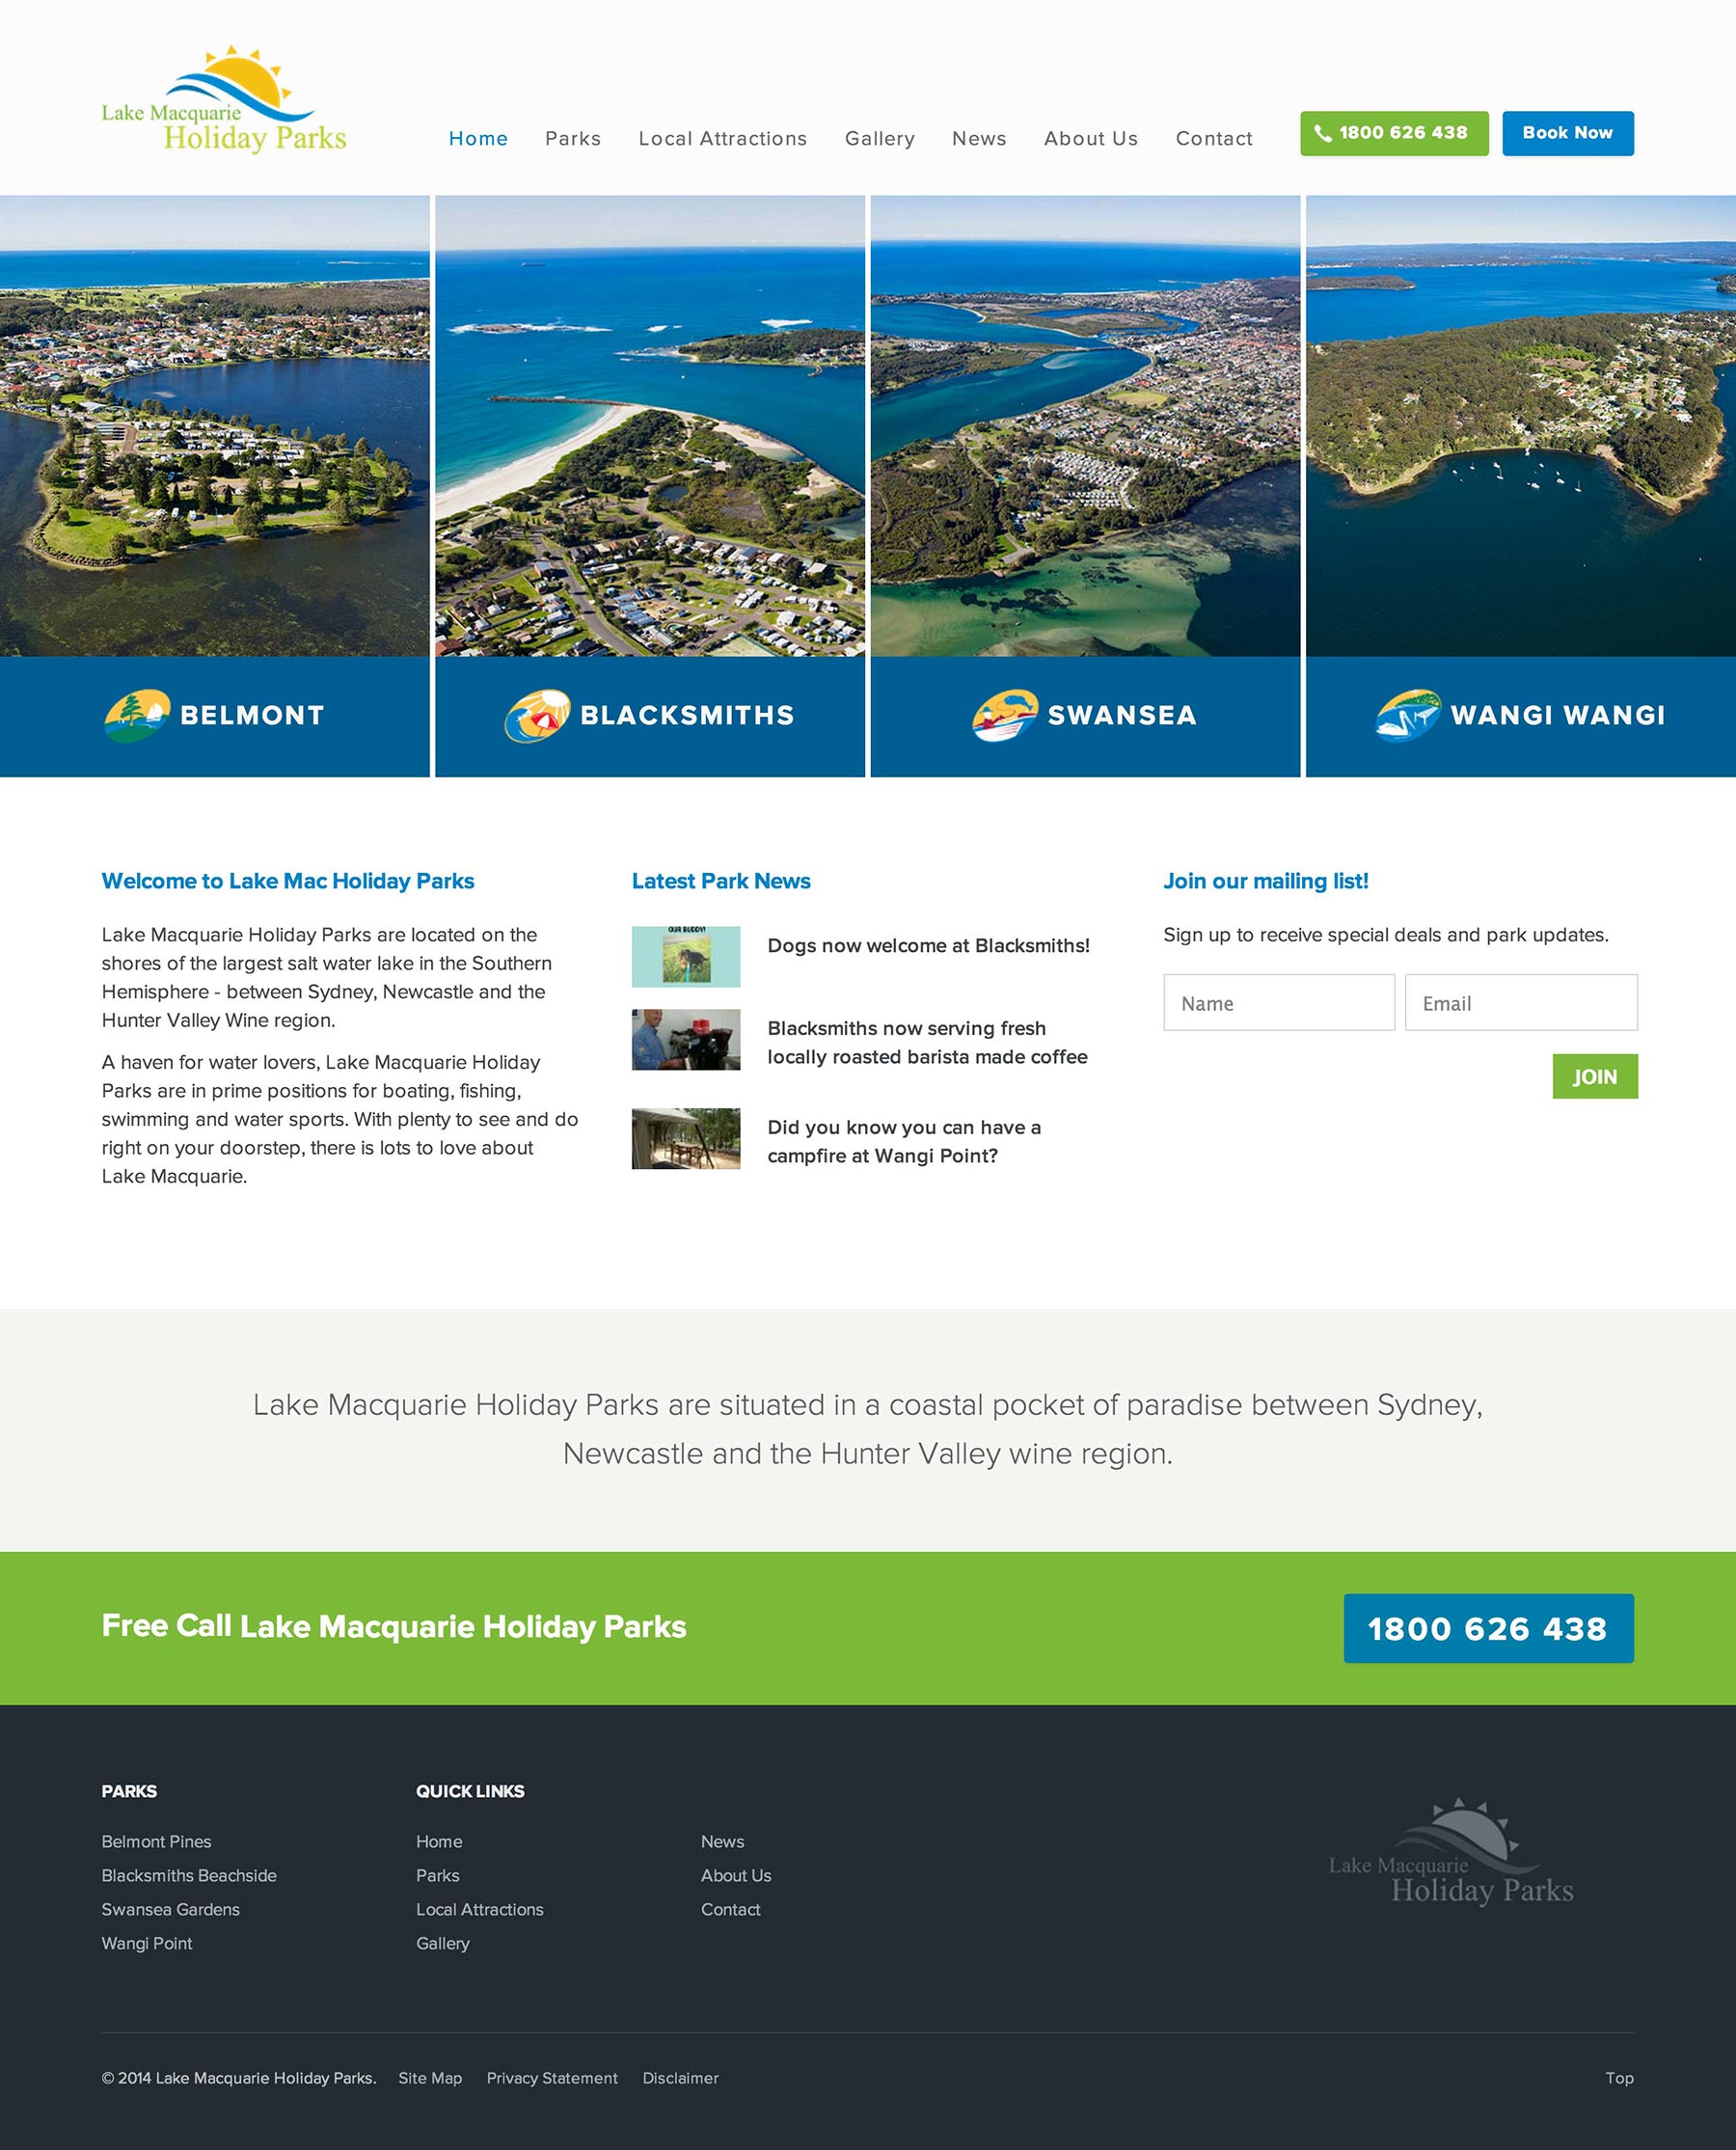 Lake Macquarie
Holiday Parks
Home Parks Local Attractions Gallery News About Us Contact 1800 626 438 Book Now
BELMONT BLACKSMITHS SWANSEA WANGI WANGI
Welcome to Lake Mac Holiday Parks
Lake Macquarie Holiday Parks are located on the
shores of the largest salt water lake in the Southern
Hemisphere - between Sydney, Newcastle and the
Hunter Valley Wine region.
A haven for water lovers, Lake Macquarie Holiday
Parks are in prime positions for boating, fishing,
swimming and water sports. With plenty to see and do
right on your doorstep, there is lots to love about
Lake Macquarie.
Latest Park News
OUR BUDDY!
Dogs now welcome at Blacksmiths!
Blacksmiths now serving fresh
locally roasted barista made coffee
Did you know you can have a
campfire at Wangi Point?
Join our mailing list!
Sign up to receive special deals and park updates.
Name Email
JOIN
Lake Macquarie Holiday Parks are situated in a coastal pocket of paradise between Sydney,
Newcastle and the Hunter Valley wine region.
Free Call Lake Macquarie Holiday Parks 1800 626 438
PARKS
Belmont Pines
Blacksmiths Beachside
Swansea Gardens
Wangi Point
QUICK LINKS
Home
Parks
Local Attractions
Gallery
News
About Us
Contact
Lake Macquarie
Holiday Parks
© 2014 Lake Macquarie Holiday Parks. Site Map Privacy Statement Disclaimer Top